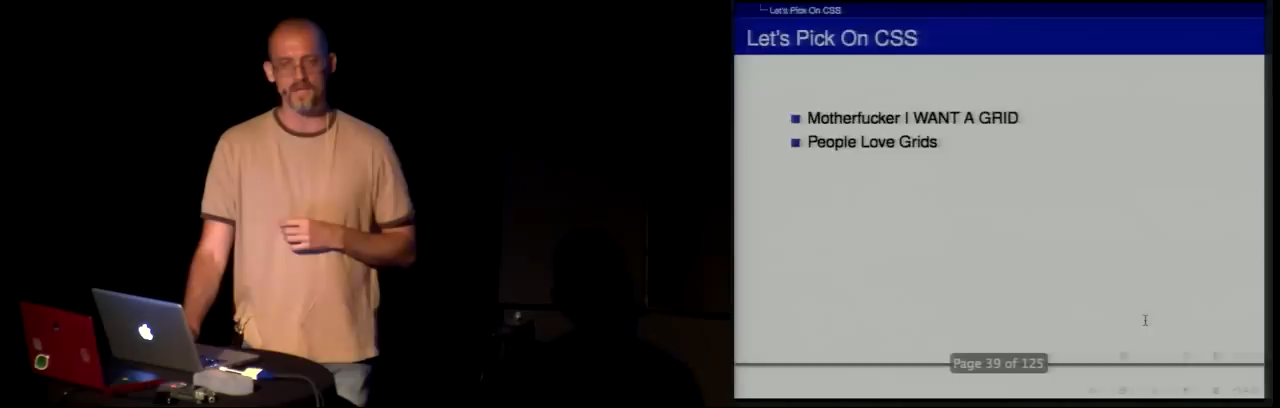 Let's Pick On CSS
Let's Pick On CSS
Motherfucker I WANT A GRID
People Love Grids
Page 39 of 125